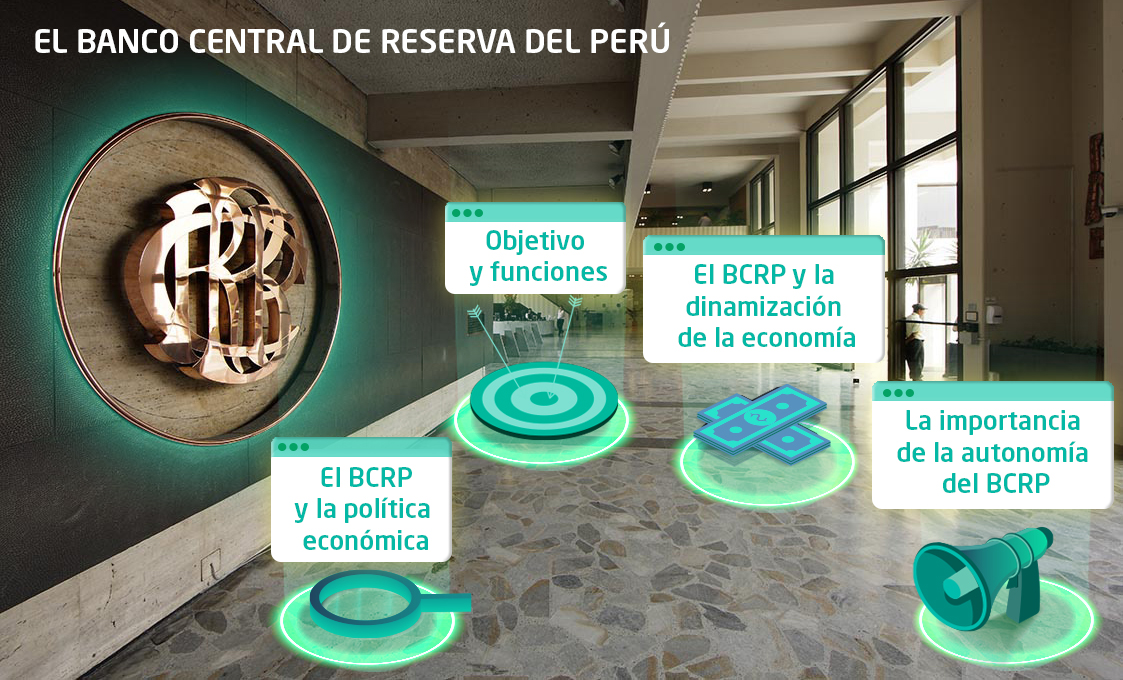 EL BANCO CENTRAL DE RESERVA DEL PERÚ
Objetivo
y funciones
El BCRP y la
dinamización
de la economía
La importancia
de la autonomía
del BCRP
El BCRP
y la política
económica